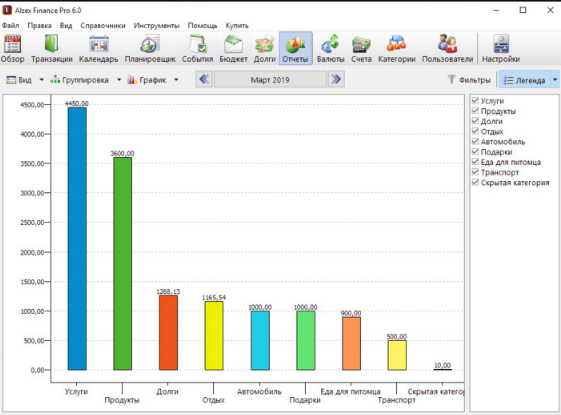 Alzex Finance Pro 6.0
Файл Правка Вид Справочники Инструменты Помощь Купить
Обзор Транзакции Календарь Планировщик События Бюджет Долги Отчеты Валюты Счета Категории Пользователи Настройки
Вид Группировка График Март 2019 Фильтры Легенда
4500,00
4000,00
3500,00
3000,00
2500,00
2000,00
1500,00
1000,00
500,00
0,00
4450,00
3600,00
1268,13
1165,54
1000,00
1000,00
900,00
500,00
10,00
Услуги Долги Автомобиль Еда для питомца Скрытая категор
Продукты Отдых Подарки Транспорт
Услуги
Продукты
Долги
Отдых
Автомобиль
Подарки
Еда для питомца
Транспорт
Скрытая категория